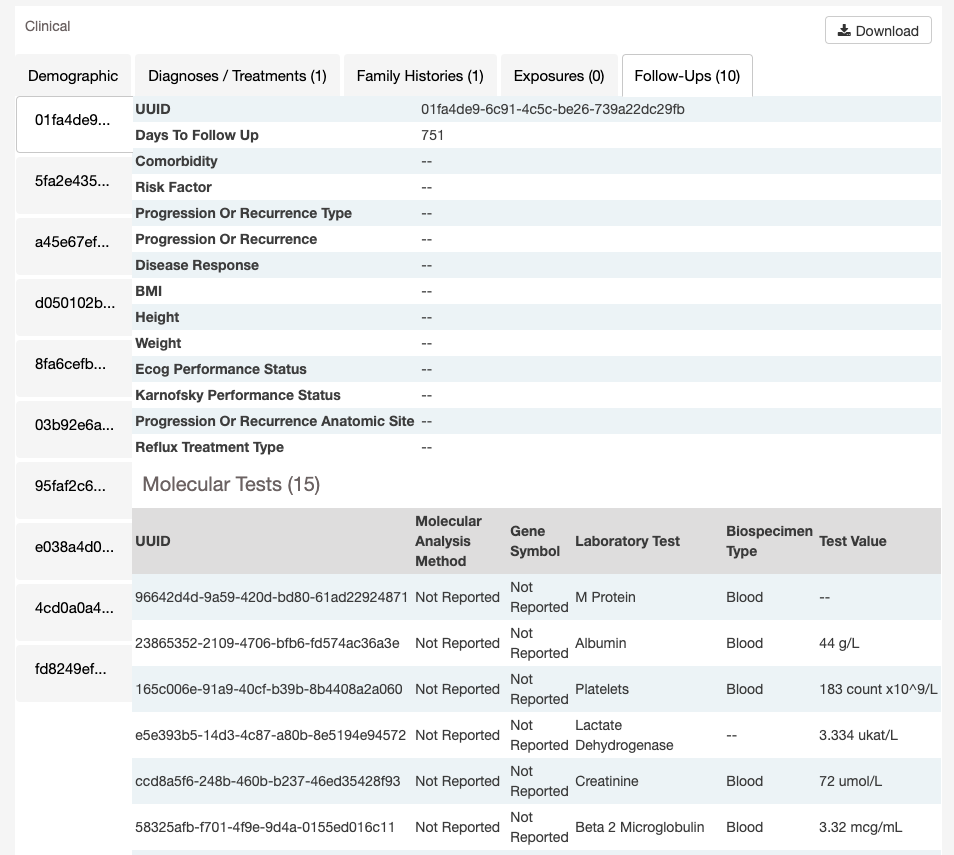 Clinical
Download
Demographic Diagnoses / Treatments (1) Family Histories (1) Exposures (0) Follow-Ups (10)
01fa4de9...
5fa2e435...
a45e67ef...
d050102b...
8fa6cefb...
03b92e6a...
95faf2c6...
e038a4d0...
4cd0a0a4...
fd8249ef...
UUID 01fa4de9-6c91-4c5c-be26-739a22dc29fb
Days To Follow Up 751
Comorbidity --
Risk Factor --
Progression Or Recurrence Type --
Progression Or Recurrence --
Disease Response --
BMI --
Height --
Weight --
Ecog Performance Status --
Karnofsky Performance Status --
Progression Or Recurrence Anatomic Site --
Reflux Treatment Type --
Molecular Tests (15)
UUID Molecular Analysis Method Gene Symbol Laboratory Test Biospecimen Type Test Value
96642d4d-9a59-420d-bd80-61ad22924871 Not Reported Not Reported M Protein Blood --
23865352-2109-4706-bfb6-fd574ac36a3e Not Reported Not Reported Albumin Blood 44 g/L
165c006e-91a9-40cf-b39b-8b4408a2a060 Not Reported Not Reported Platelets Blood 183 count x10^9/L
e5e393b5-14d3-4c87-a80b-8e5194e94572 Not Reported Not Reported Lactate Dehydrogenase -- 3.334 ukat/L
ccd8a5f6-248b-460b-b237-46ed35428f93 Not Reported Not Reported Creatinine Blood 72 umol/L
58325afb-f701-4f9e-9d4a-0155ed016c11 Not Reported Not Reported Beta 2 Microglobulin Blood 3.32 mcg/mL